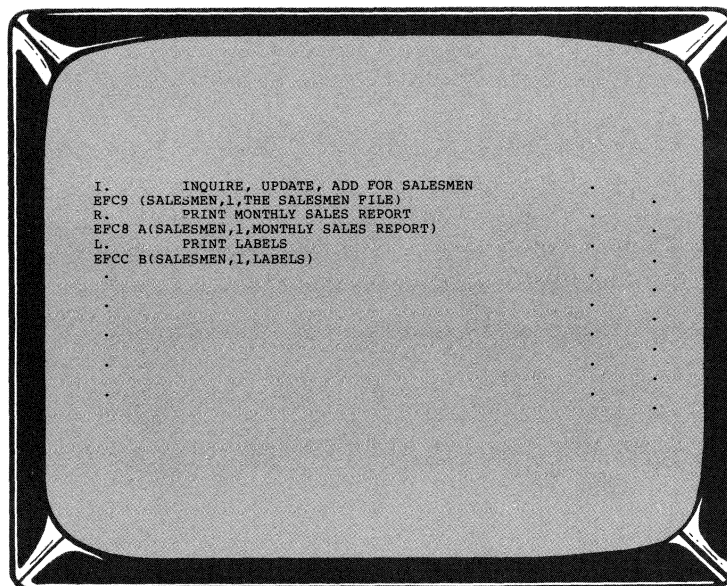 I. INQUIRE, UPDATE, ADD FOR SALESMEN .
EFC9 (SALESMEN,1,THE SALESMEN FILE) .
R. PRINT MONTHLY SALES REPORT .
EFC8 A(SALESMEN,1,MONTHLY SALES REPORT) .
L. PRINT LABELS .
EFCC B(SALESMEN,1,LABELS) .
. .
.
. .
.
. .
.
. .
.
. .
.